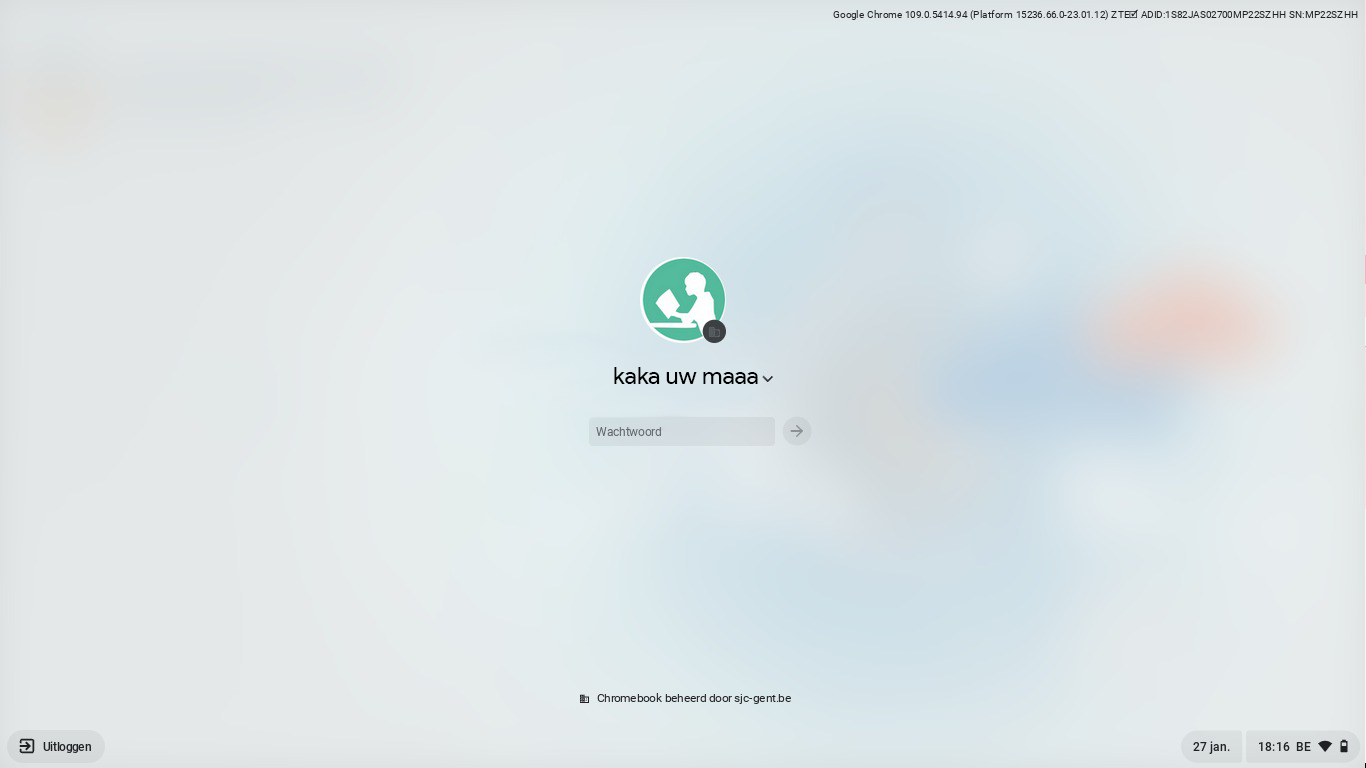 Google Chrome 109.0.5414.94 (Platform 15236.66.0-23.01.12) ZTE ADID:1S82JAS02700MP22SZHH SN:MP22SZHH
kaka uw maaa
Wachtwoord
Chromebook beheerd door sjc-gent.be
Uitloggen
27 jan.
18:16 BE